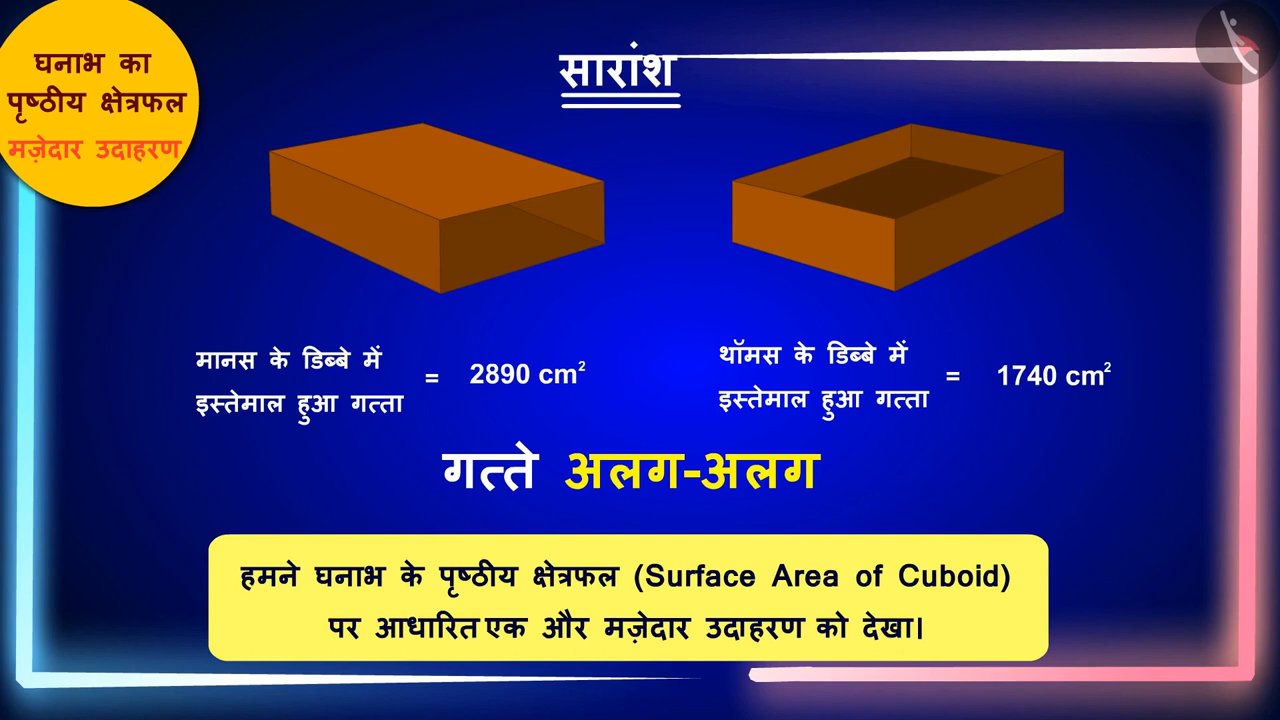 घनाभ का
पृष्ठीय क्षेत्रफल
मज़ेदार उदाहरण
सारांश
मानस के डिब्बे में
इस्तेमाल हुआ गत्ता = 2890 cm²
थॉमस के डिब्बे में
इस्तेमाल हुआ गत्ता = 1740 cm²
गत्ते अलग-अलग
हमने घनाभ के पृष्ठीय क्षेत्रफल (Surface Area of Cuboid)
पर आधारित एक और मज़ेदार उदाहरण को देखा।